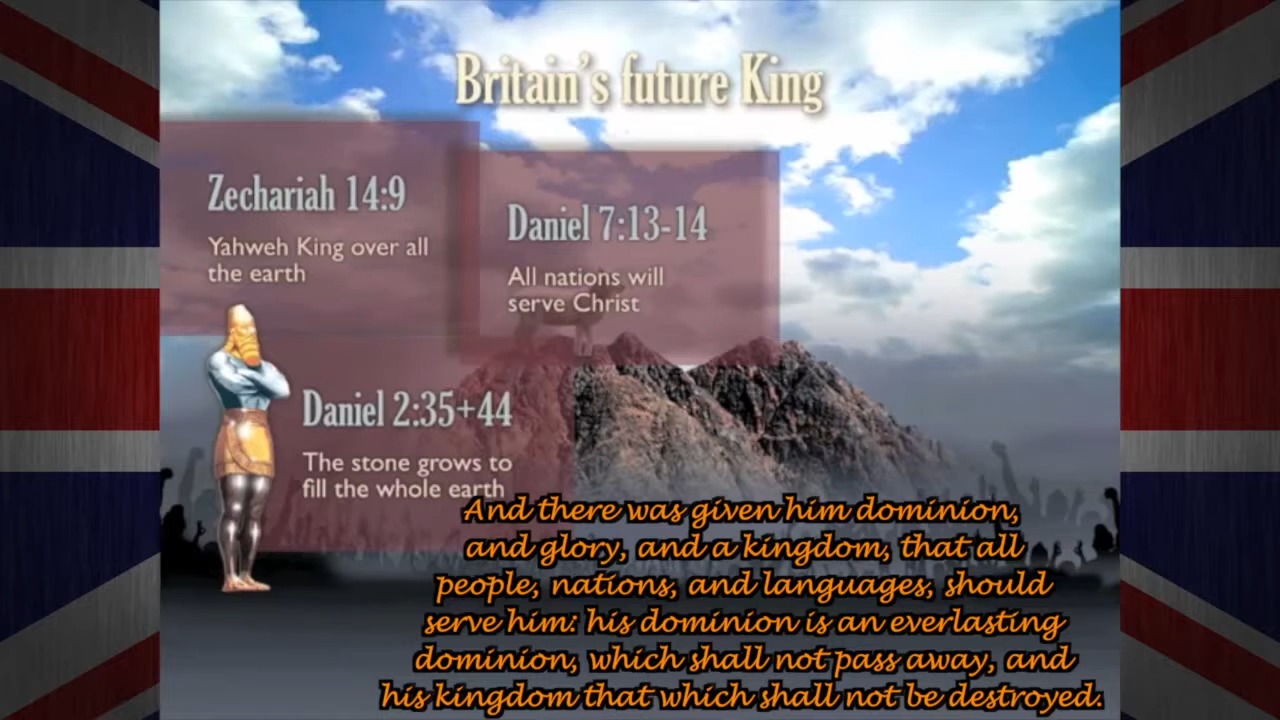 Britain's future King
Zechariah 14:9
Yahweh King over all
the earth
Daniel 7:13-14
All nations will
serve Christ
Daniel 2:35+44
The stone grows to
fill the whole earth
And there was given him dominion,
and glory, and a kingdom, that all
people, nations, and languages, should
serve him: his dominion is an everlasting
dominion, which shall not pass away, and
his kingdom that which shall not be destroyed.